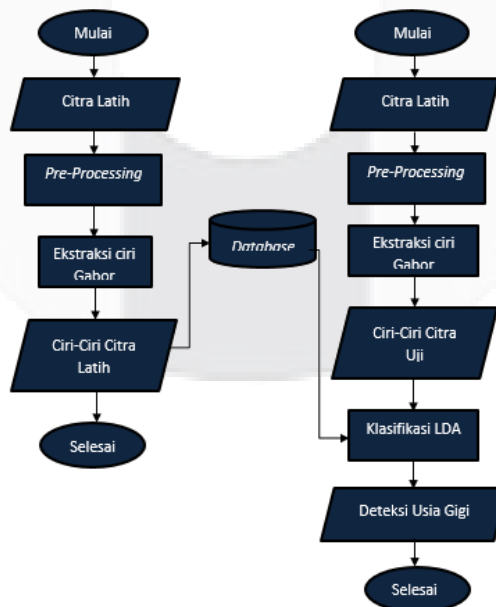 Mulai
Citra Latih
Pre-Processing
Ekstraksi ciri
Gabor
Ciri-Ciri Citra
Latih
Selesai
Database
Mulai
Citra Latih
Pre-Processing
Ekstraksi ciri
Gabor
Ciri-Ciri Citra
Uji
Klasifikasi LDA
Deteksi Usia Gigi
Selesai